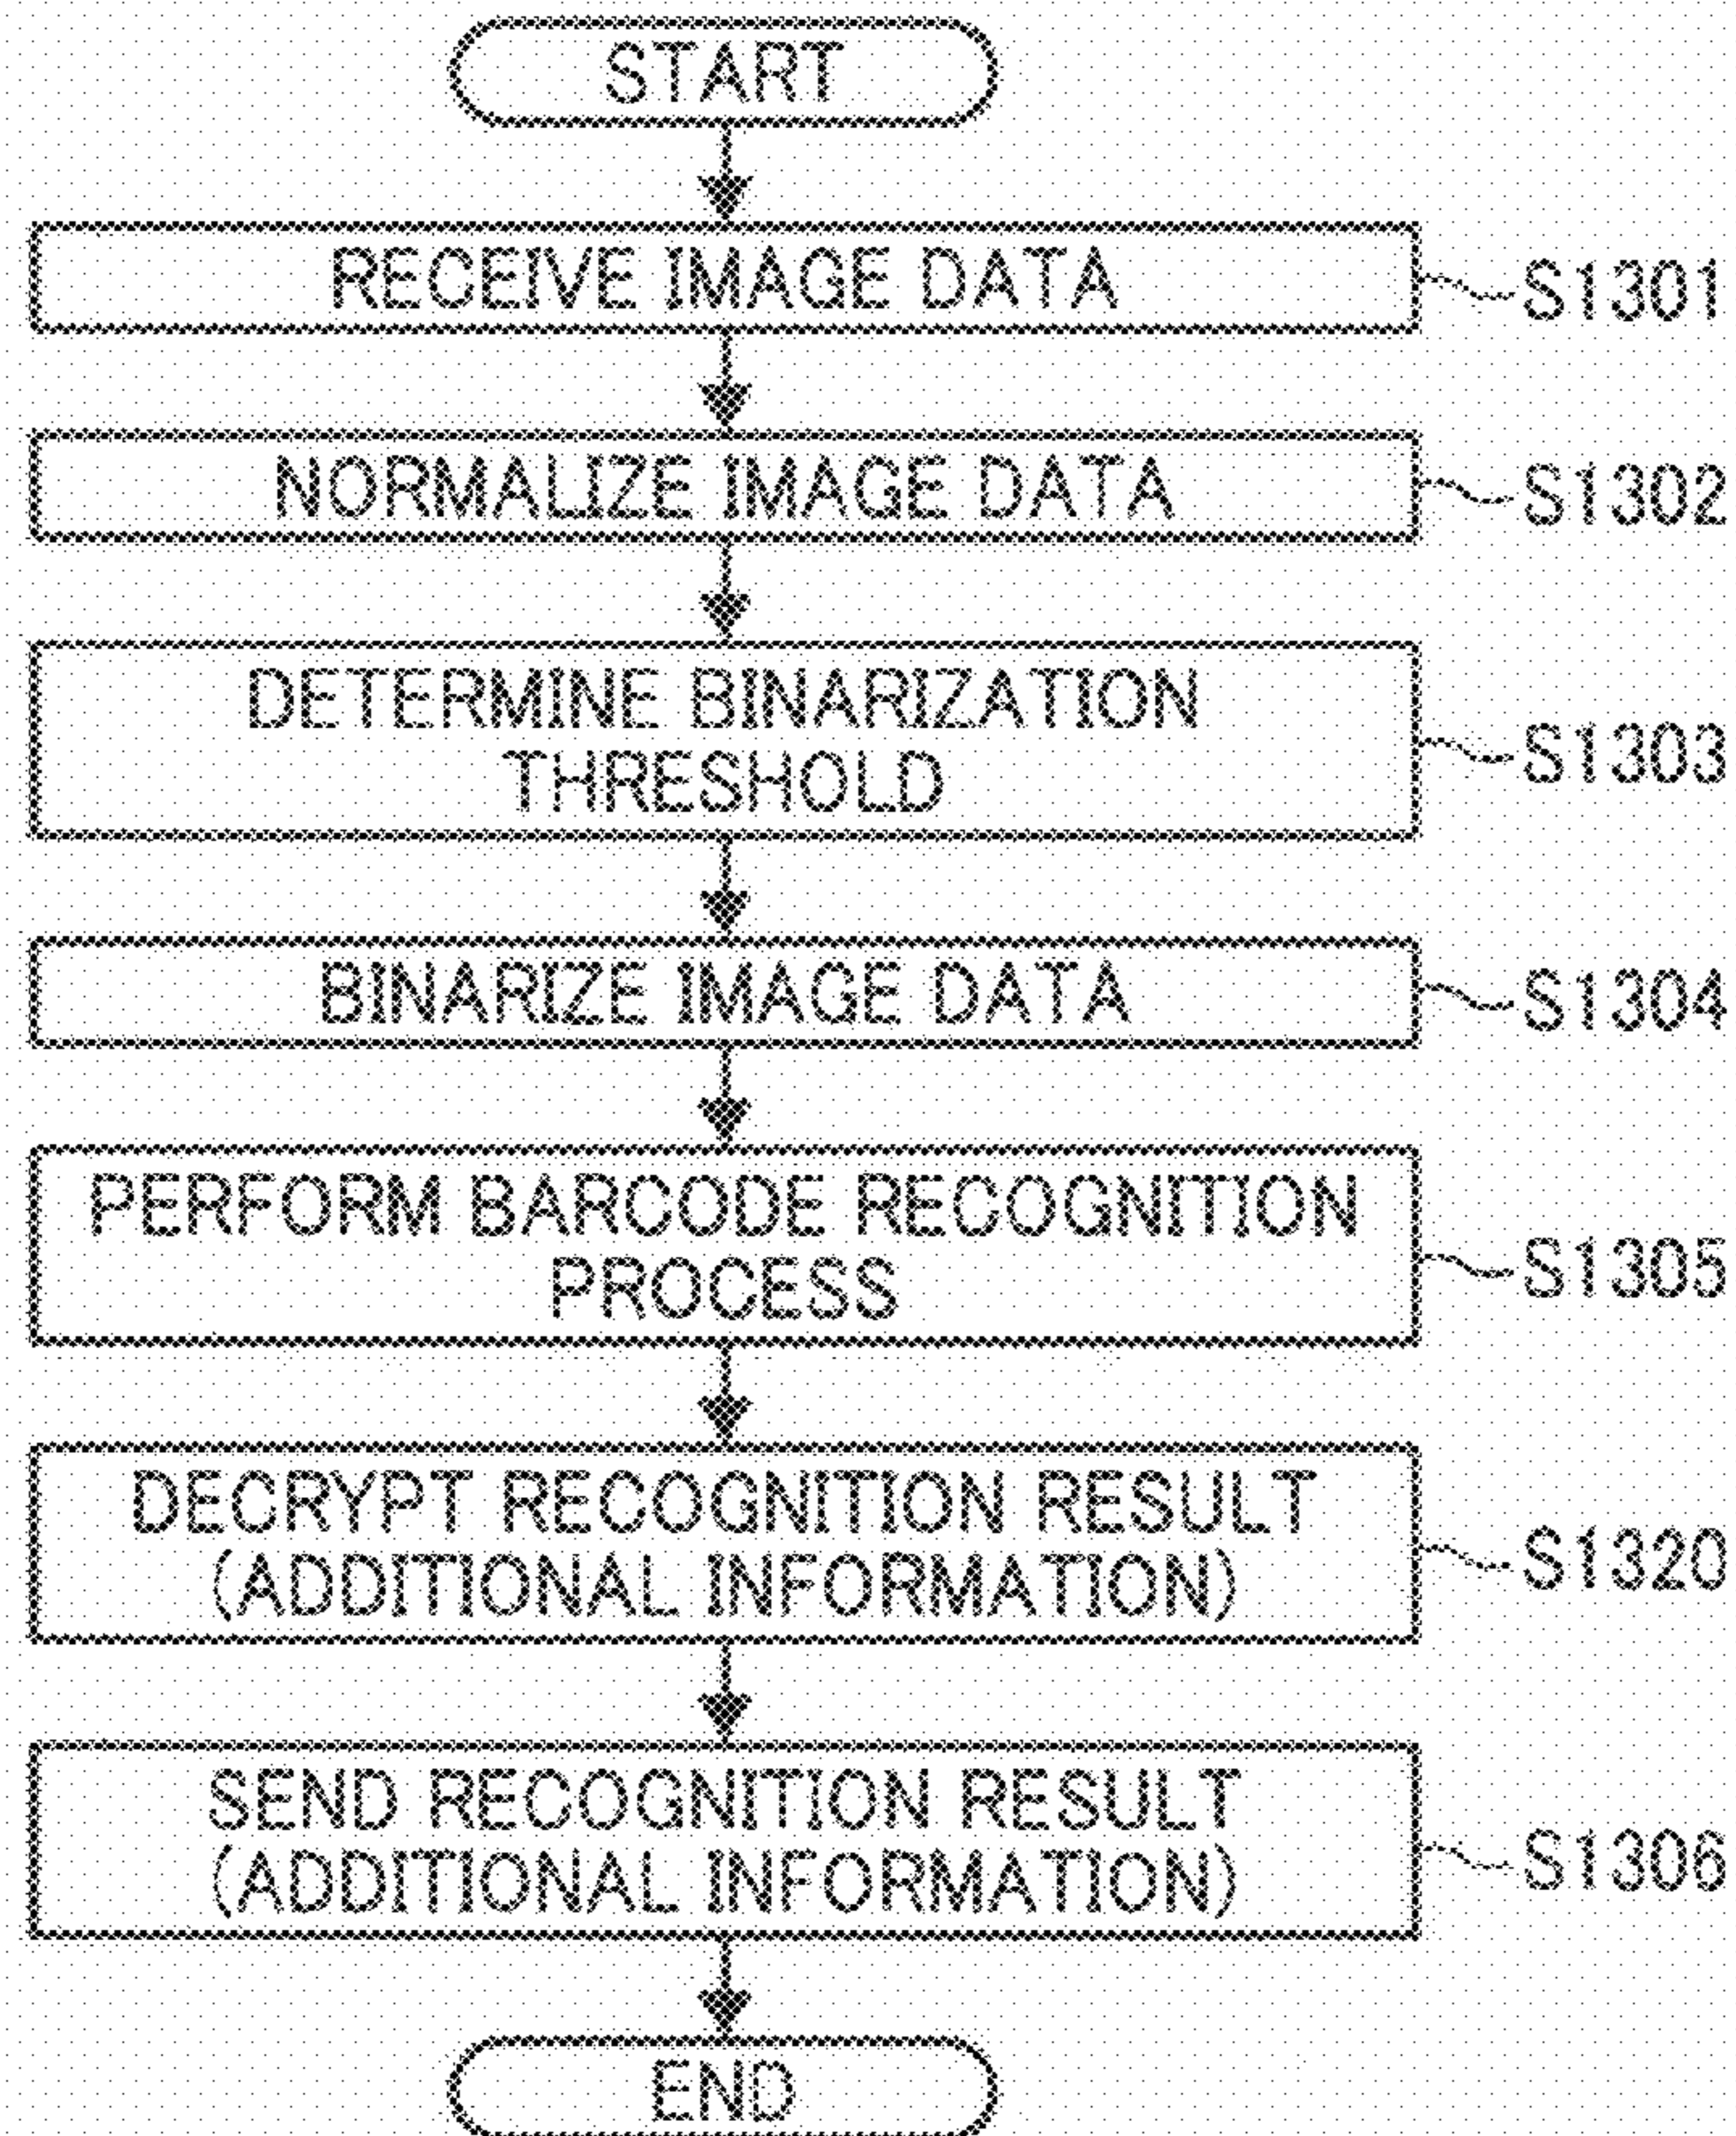 START
RECEIVE IMAGE DATA
S1301
NORMALIZE IMAGE DATA
S1302
DETERMINE BINARIZATION
THRESHOLD
S1303
BINARIZE IMAGE DATA
S1304
PERFORM BARCODE RECOGNITION
PROCESS
S1305
DECRYPT RECOGNITION RESULT
(ADDITIONAL INFORMATION)
S1320
SEND RECOGNITION RESULT
(ADDITIONAL INFORMATION)
S1306
END